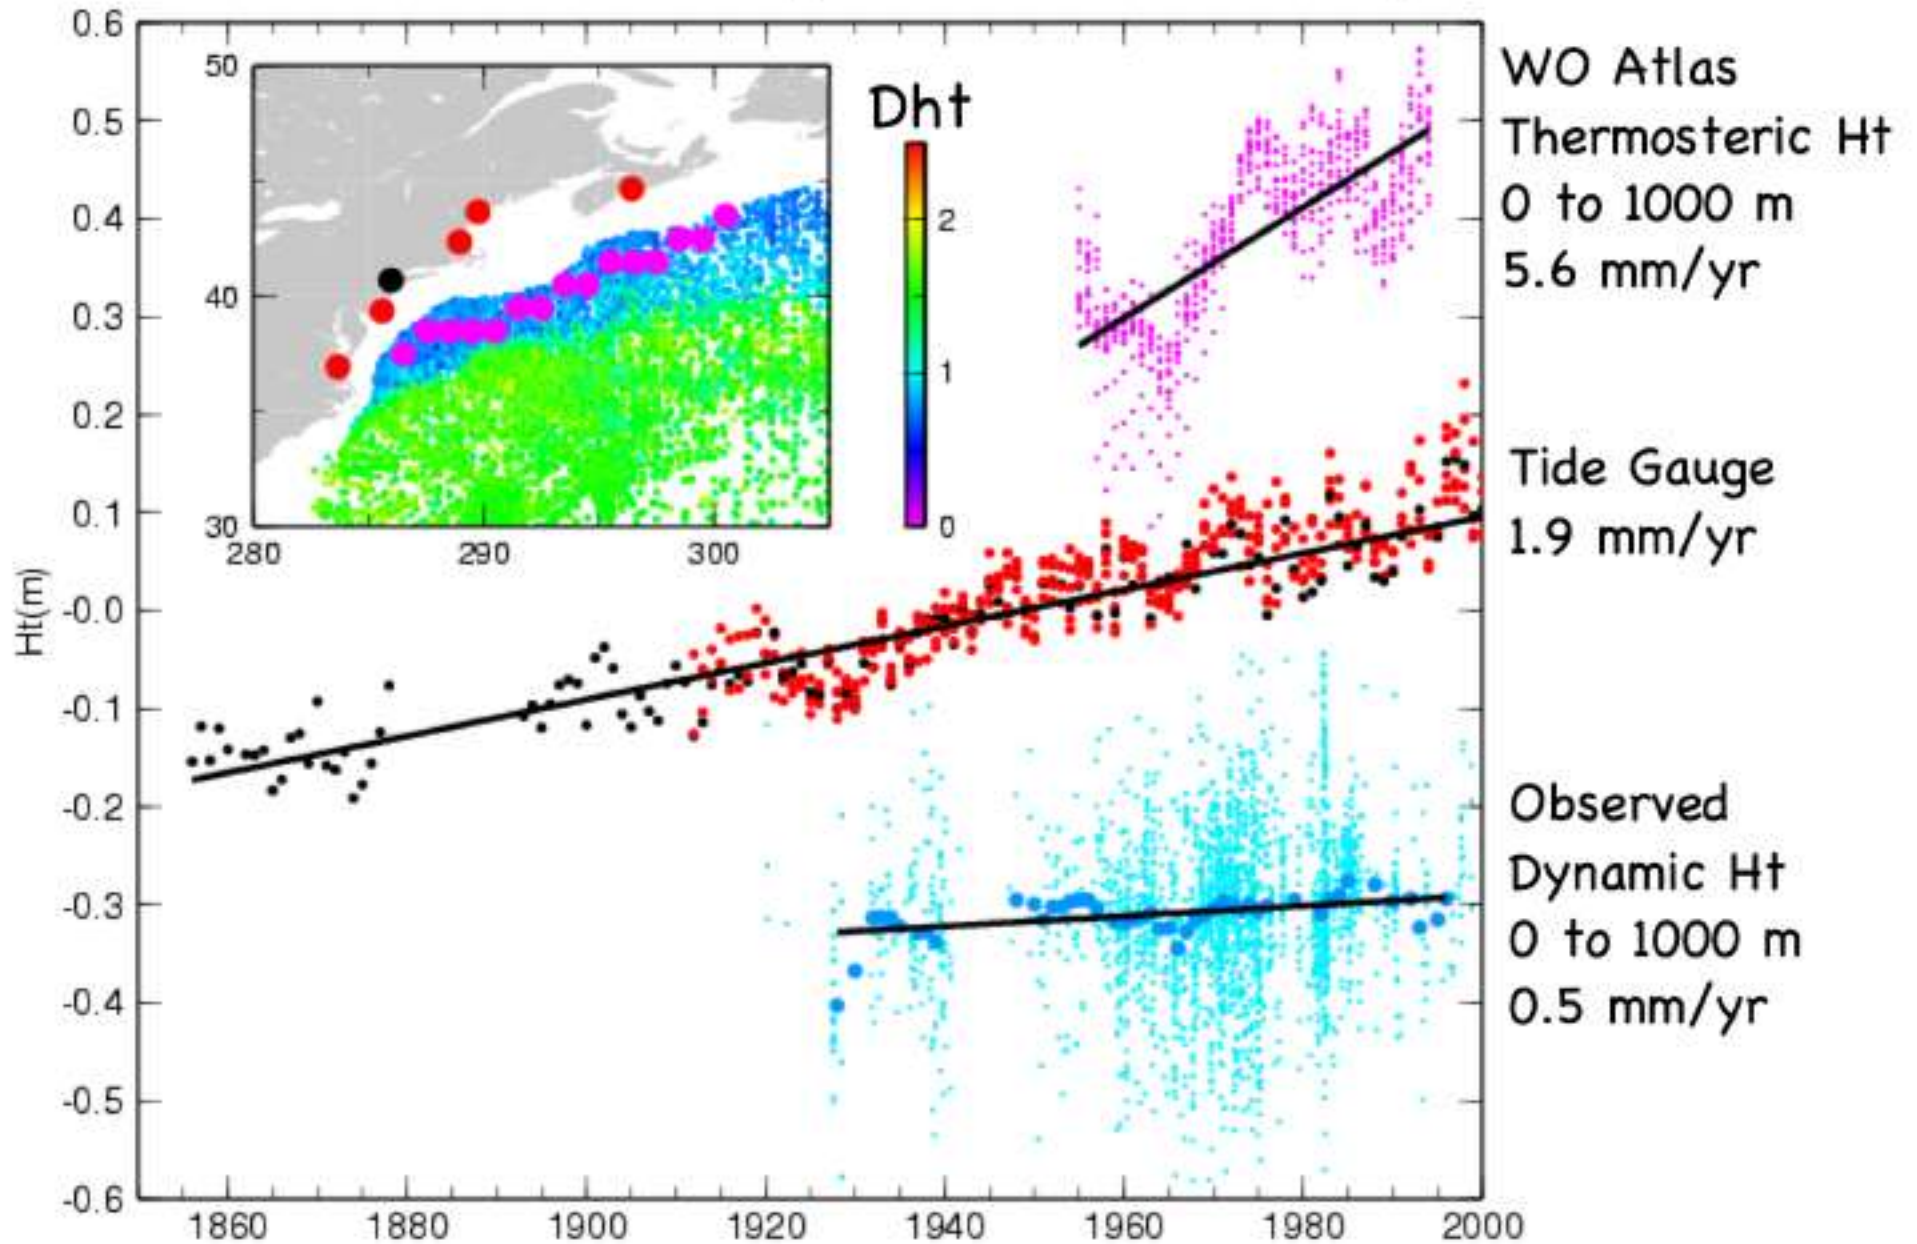 0.6
0.5
0.4
0.3
0.2
0.1
-0.0
-0.1
-0.2
-0.3
-0.4
-0.5
-0.6
Ht(m)
1860 1880 1900 1920 1940 1960 1980 2000
50
40
30
280 290 300
Dht
2
1
0
WO Atlas
Thermosteric Ht
0 to 1000 m
5.6 mm/yr
Tide Gauge
1.9 mm/yr
Observed
Dynamic Ht
0 to 1000 m
0.5 mm/yr